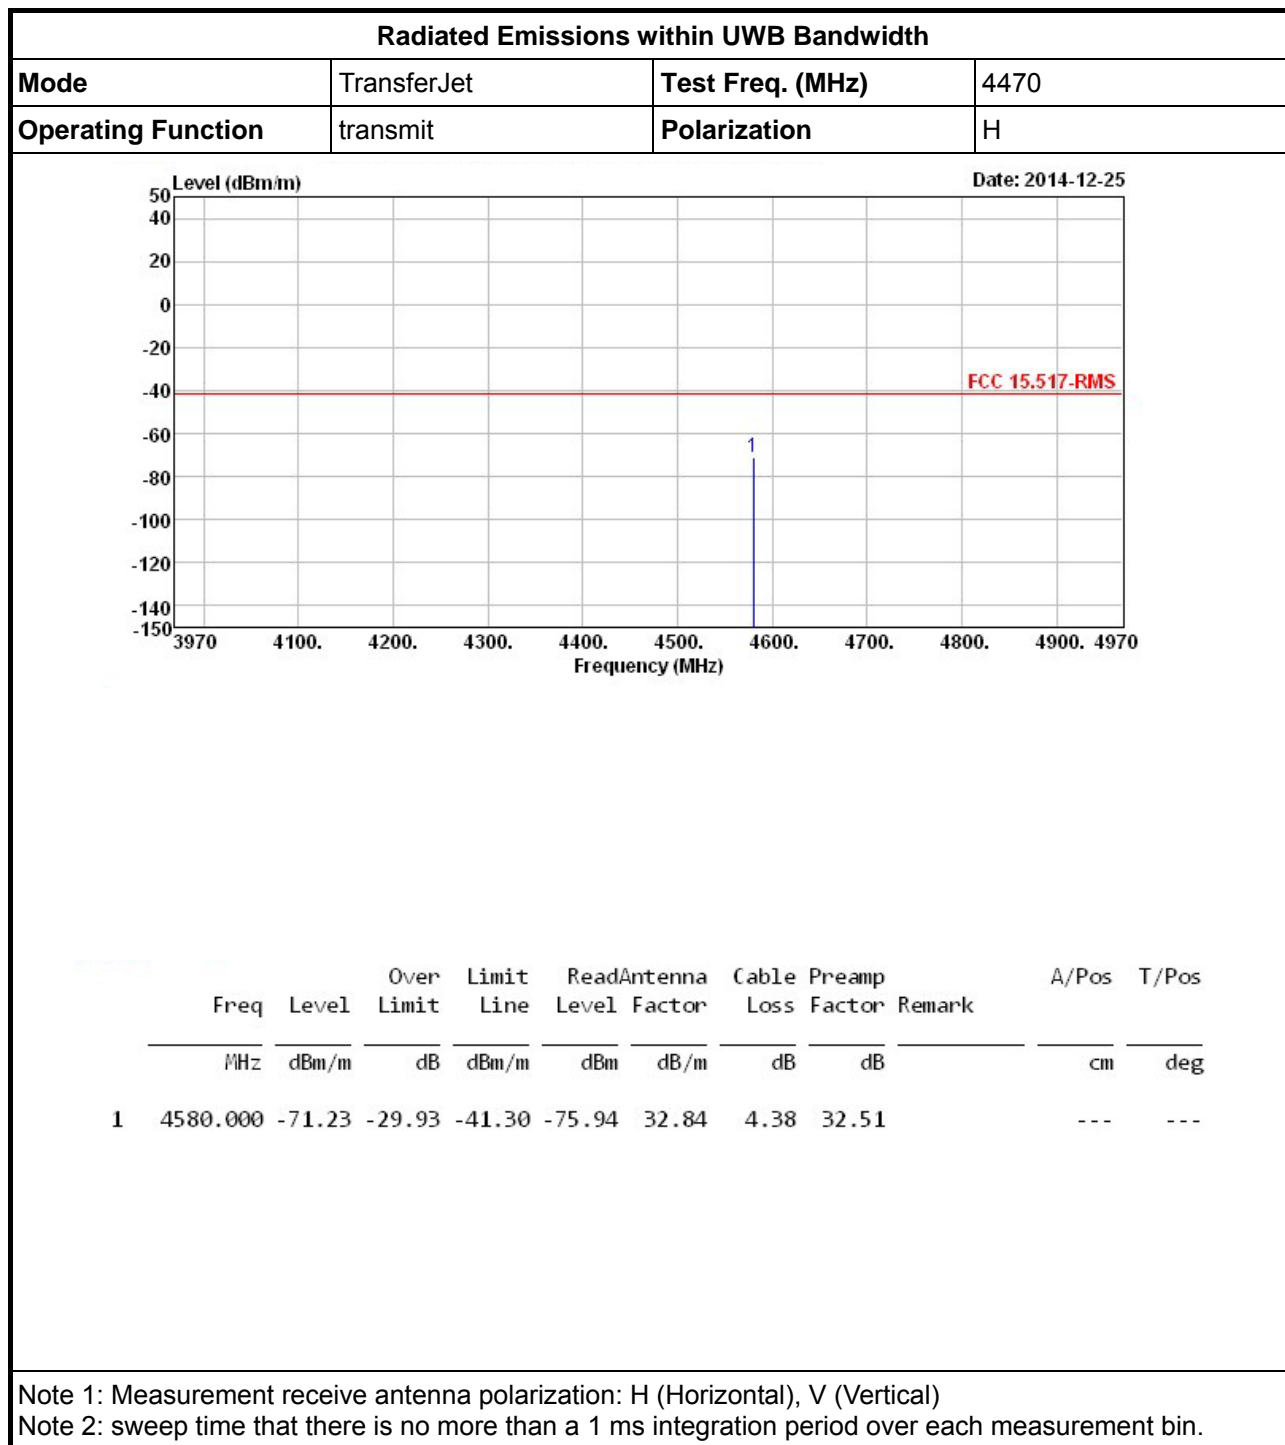 Radiated Emissions within UWB Bandwidth
Mode TransferJet Test Freq. (MHz) 4470
Operating Function transmit Polarization H
Level (dBm/m) Date: 2014-12-25
50
40
20
0
-20
-40
FCC 15.517-RMS
-60
1
-80
-100
-120
-140
-150
3970 4100. 4200. 4300. 4400. 4500. 4600. 4700. 4800. 4900. 4970
Frequency (MHz)
Over Limit ReadAntenna Cable Preamp A/Pos T/Pos
Freq Level Limit Line Level Factor Loss Factor Remark
MHz dBm/m dB dBm/m dBm dB/m dB dB cm deg
1 4580.000 -71.23 -29.93 -41.30 -75.94 32.84 4.38 32.51 --- ---
Note 1: Measurement receive antenna polarization: H (Horizontal), V (Vertical)
Note 2: sweep time that there is no more than a 1 ms integration period over each measurement bin.